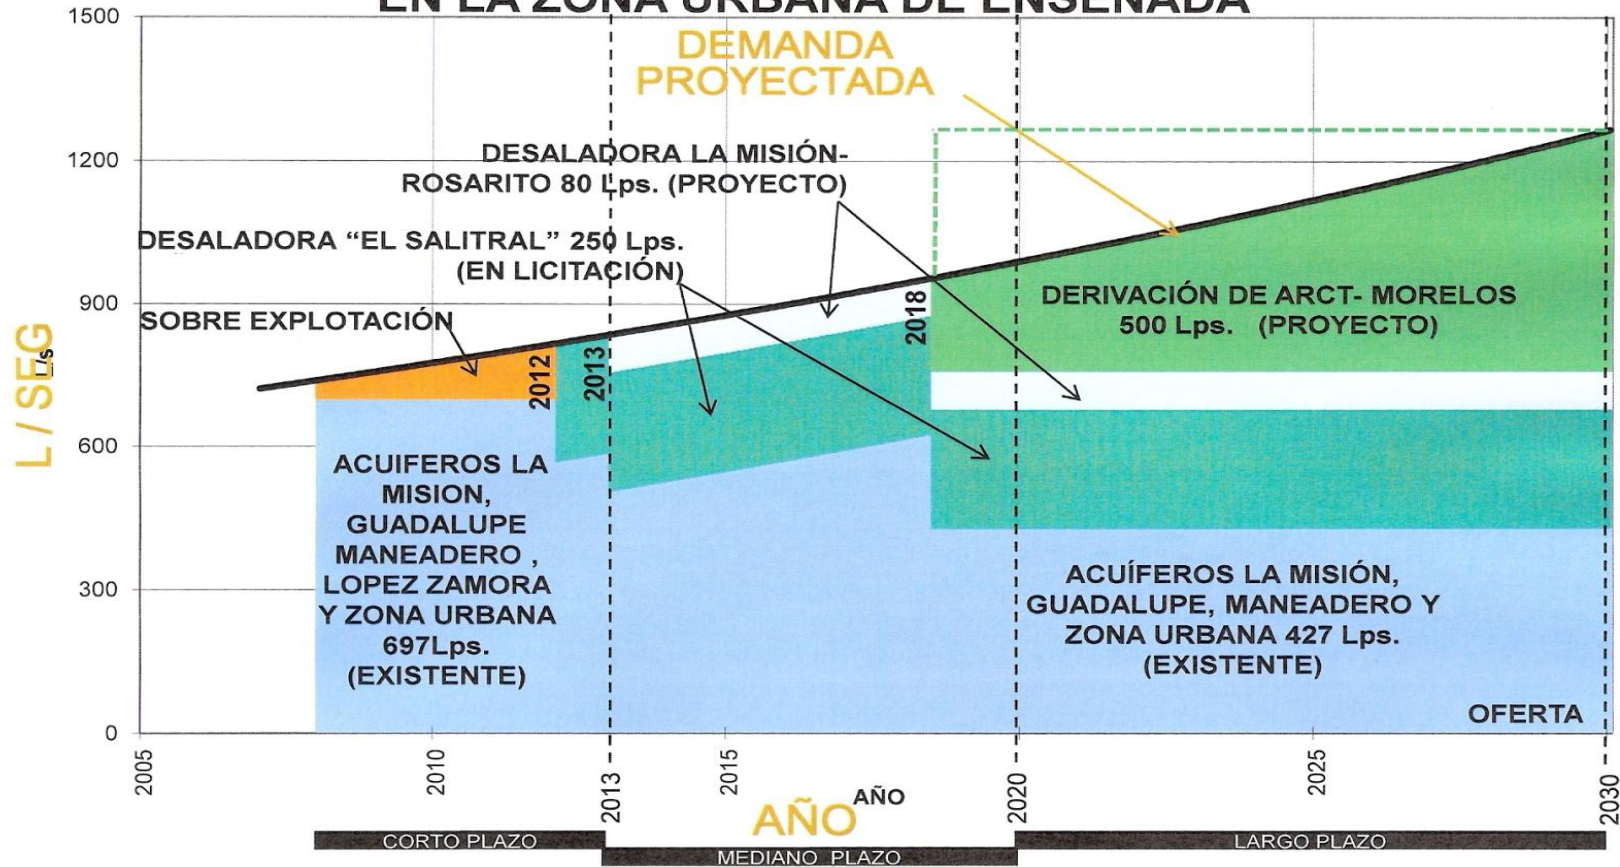 EN LA ZONA URBANA DE ENSENADA
1500
1200
900
600
300
0
L / SEG
L/s
DEMANDA
PROYECTADA
DESALADORA LA MISIÓN-
ROSARITO 80 Lps. (PROYECTO)
DESALADORA “EL SALITRAL” 250 Lps.
(EN LICITACIÓN)
SOBRE EXPLOTACIÓN
2012
2013
2018
DERIVACIÓN DE ARCT- MORELOS
500 Lps. (PROYECTO)
ACUIFEROS LA
MISION,
GUADALUPE
MANEADERO ,
LOPEZ ZAMORA
Y ZONA URBANA
697Lps.
(EXISTENTE)
ACUÍFEROS LA MISIÓN,
GUADALUPE, MANEADERO Y
ZONA URBANA 427 Lps.
(EXISTENTE)
OFERTA
2005
2010
2013
2015
2020
2025
2030
AÑO
AÑO
CORTO PLAZO
MEDIANO PLAZO
LARGO PLAZO